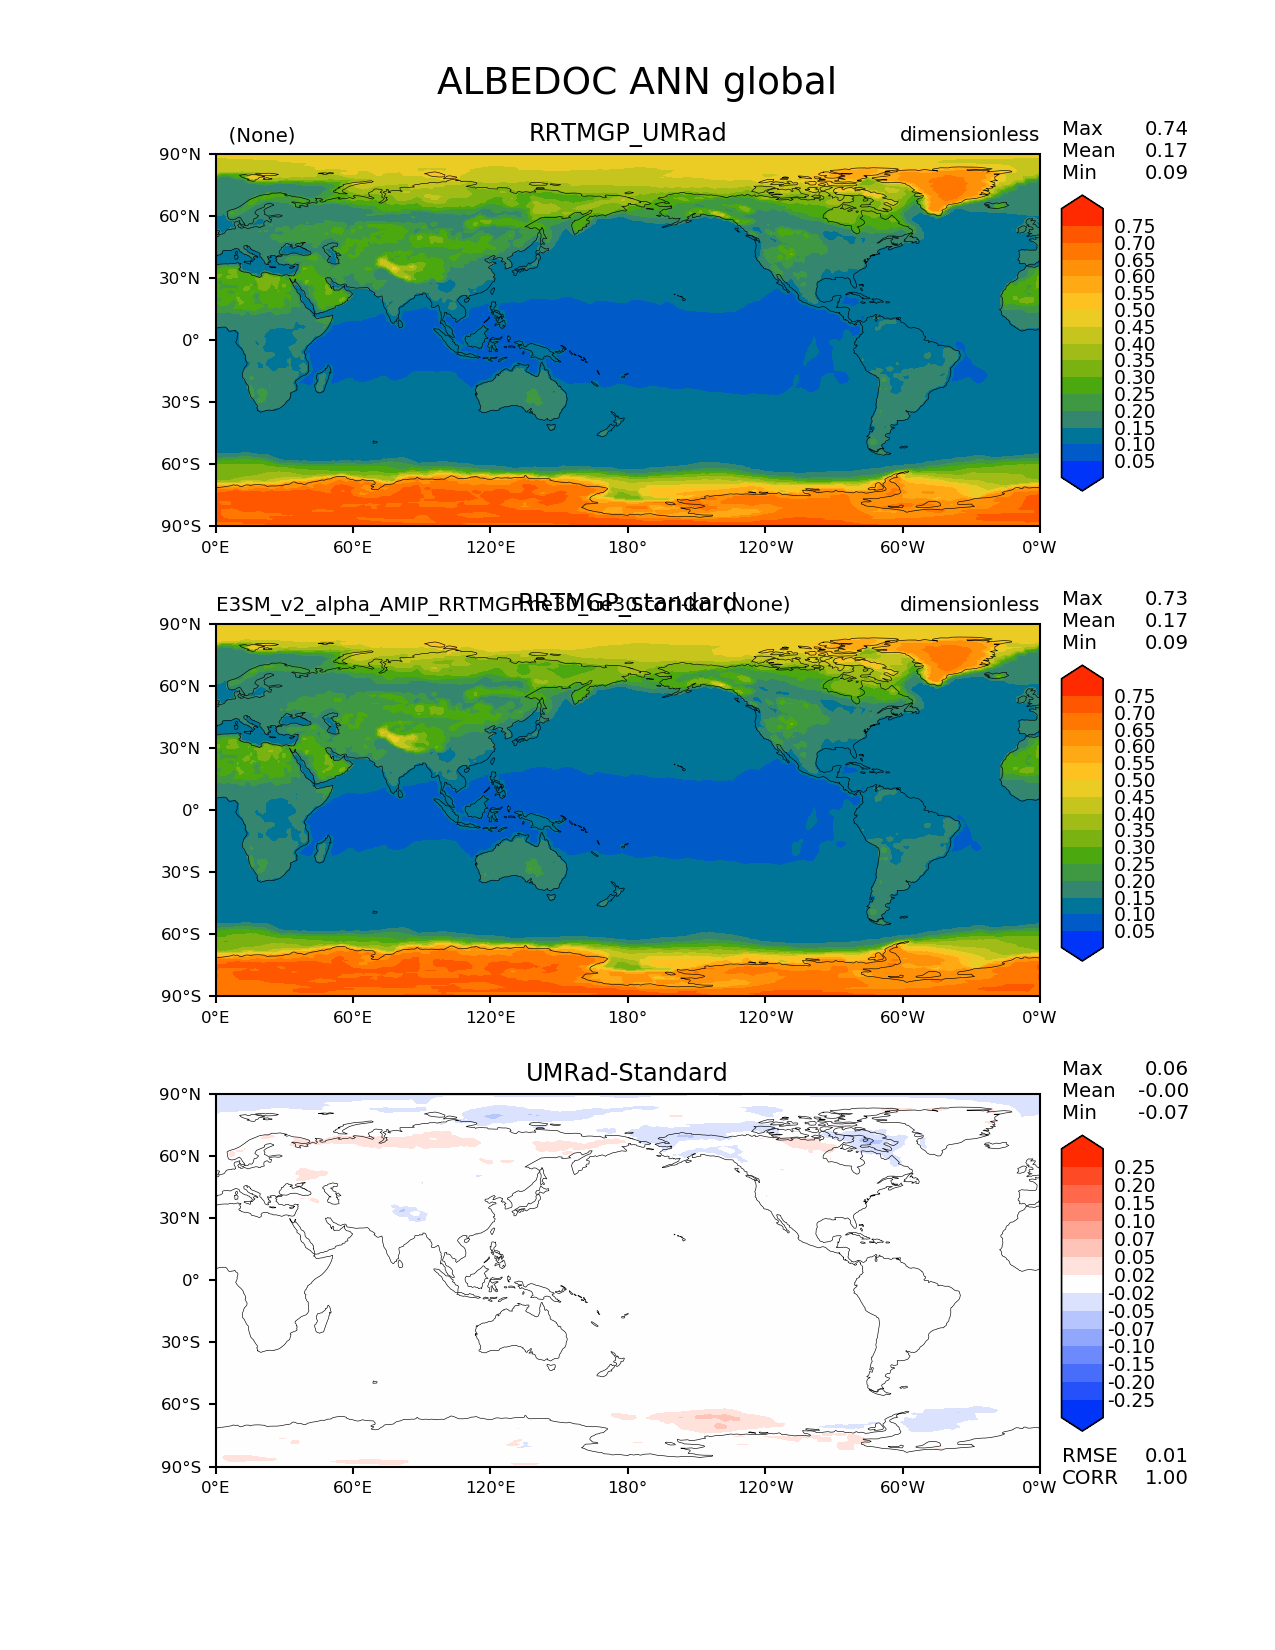 ALBEDOC ANN global
(None) RRTMGP_UMRad dimensionless
Max 0.74
Mean 0.17
Min 0.09
90°N
60°N
30°N
0°
30°S
60°S
90°S
0°E 60°E 120°E 180° 120°W 60°W 0°W
0.75
0.70
0.65
0.60
0.55
0.50
0.45
0.40
0.35
0.30
0.25
0.20
0.15
0.10
0.05
E3SM_v2_alpha_AMIP_RRTMGP (None) RRTMGP_standard dimensionless
Max 0.73
Mean 0.17
Min 0.09
90°N
60°N
30°N
0°
30°S
60°S
90°S
0°E 60°E 120°E 180° 120°W 60°W 0°W
0.75
0.70
0.65
0.60
0.55
0.50
0.45
0.40
0.35
0.30
0.25
0.20
0.15
0.10
0.05
UMRad-Standard
Max 0.06
Mean -0.00
Min -0.07
90°N
60°N
30°N
0°
30°S
60°S
90°S
0°E 60°E 120°E 180° 120°W 60°W 0°W
0.25
0.20
0.15
0.10
0.07
0.05
0.02
-0.02
-0.05
-0.07
-0.10
-0.15
-0.20
-0.25
RMSE 0.01
CORR 1.00